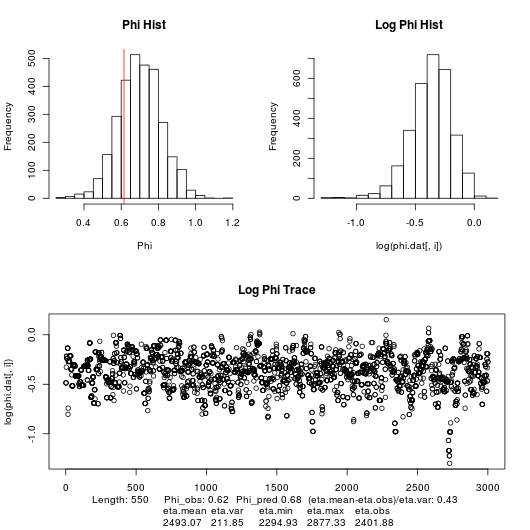 Phi Hist
Log Phi Hist
Frequency
0 100 200 300 400 500
0.4 0.6 0.8 1.0 1.2
Phi
Frequency
0 200 400 600
-1.0 -0.5 0.0
log(phi.dat[, i])
Log Phi Trace
log(phi.dat[, i])
0.0 -0.5 -1.0
0 500 1000 1500 2000 2500 3000
Length: 550 Phi_obs: 0.62 Phi_pred 0.68 (eta.mean-eta.obs)/eta.var: 0.43
eta.mean eta.var eta.min eta.max eta.obs
2493.07 211.85 2294.93 2877.33 2401.88